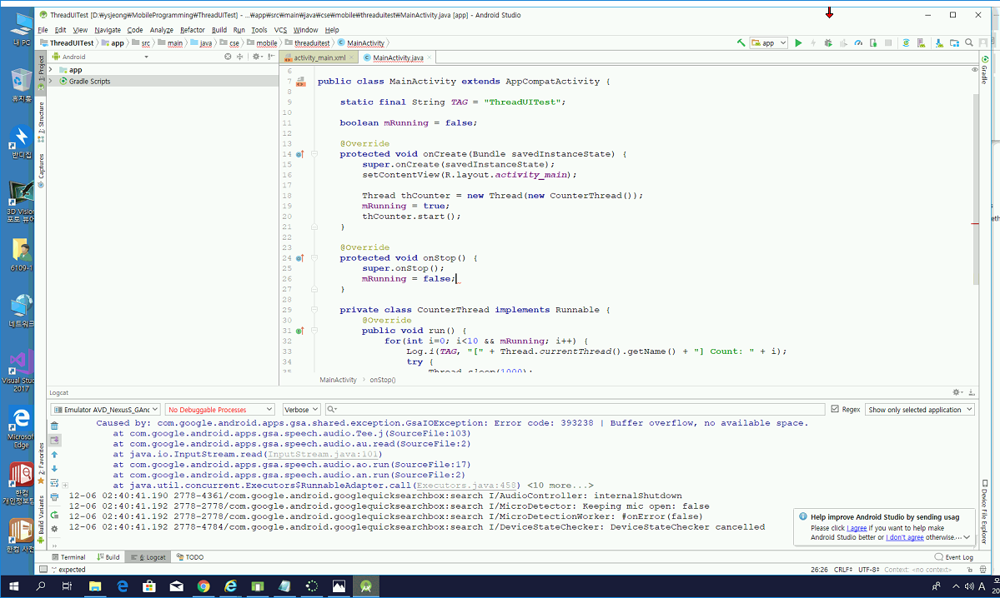 ThreadUITest [D:₩ysjeong₩MobileProgramming₩ThreadUITest] - ...₩app₩src₩main₩java₩cse₩mobile₩threaduitest₩MainActivity.java [app] - Android Studio
File Edit View Navigate Code Analyze Refactor Build Run Tools VCS Window Help
ThreadUITest app src main java cse mobile threaduitest MainActivity
app
Android
activity_main.xml MainActivity.java
app
Gradle Scripts
1: Project
7: Structure
Captures
2: Favorites
Build Variants
Gradle
Device File Explorer
6
7 public class MainActivity extends AppCompatActivity {
8
9 static final String TAG = "ThreadUITest";
10
11 boolean mRunning = false;
12
13 @Override
14 protected void onCreate(Bundle savedInstanceState) {
15 super.onCreate(savedInstanceState);
16 setContentView(R.layout.activity_main);
17
18 Thread thCounter = new Thread(new CounterThread());
19 mRunning = true;
20 thCounter.start();
21 }
22
23 @Override
24 protected void onStop() {
25 super.onStop();
26 mRunning = false;
27 }
28
29 private class CounterThread implements Runnable {
30 @Override
31 public void run() {
32 for(int i=0; i<10 && mRunning; i++) {
33 Log.i(TAG, "[" + Thread.currentThread().getName() + "] Count: " + i);
34 try {
35 Thread.sleep(1000);
MainActivity onStop()
Logcat
Emulator AVD_NexusS_GAnd No Debuggable Processes Verbose Regex Show only selected application
Caused by: com.google.android.apps.gsa.shared.exception.GsaIOException: Error code: 393238 | Buffer overflow, no available space.
at com.google.android.apps.gsa.speech.audio.Tee.j(SourceFile:103)
at com.google.android.apps.gsa.speech.audio.au.read(SourceFile:2)
at java.io.InputStream.read(InputStream.java:101)
at com.google.android.apps.gsa.speech.audio.ao.run(SourceFile:17)
at com.google.android.apps.gsa.speech.audio.an.run(SourceFile:2)
at java.util.concurrent.Executors$RunnableAdapter.call(Executors.java:458) <10 more...>
12-06 02:40:41.190 2778-4361/com.google.android.googlequicksearchbox:search I/AudioController: internalShutdown
12-06 02:40:41.192 2778-2778/com.google.android.googlequicksearchbox:search I/MicroDetector: Keeping mic open: false
12-06 02:40:41.192 2778-2778/com.google.android.googlequicksearchbox:search I/MicroDetectionWorker: #onError(false)
12-06 02:40:41.192 2778-4784/com.google.android.googlequicksearchbox:search I/DeviceStateChecker: DeviceStateChecker cancelled
Help improve Android Studio by sending usag
Please click I agree if you want to help make
Android Studio better or I don't agree otherwise....
Terminal Build 6: Logcat TODO Event Log
';' expected
26:26 CRLF UTF-8 Context: <no context>
내 PC
휴지통
반디집
3D Vision
포토 뷰어
6109-1
네트워크
Visual Stud
2017
Microsof
Edge
한컴
한컴 사전
A